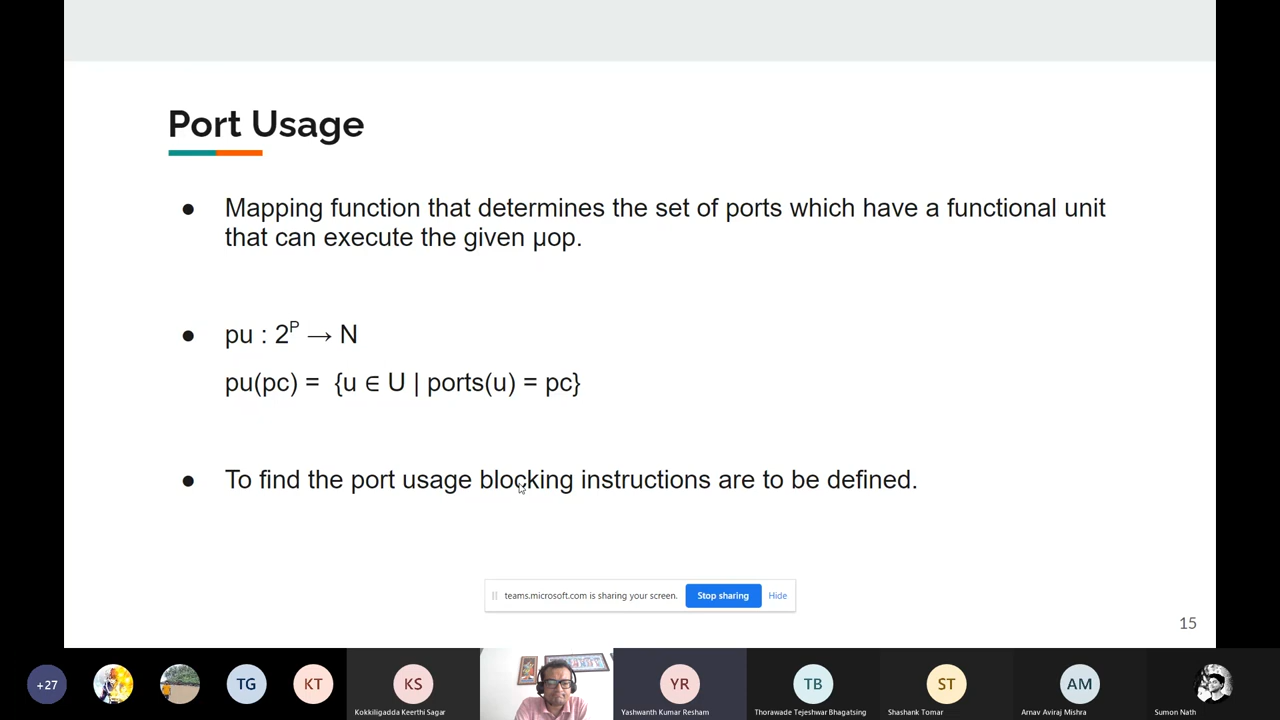 Port Usage
● Mapping function that determines the set of ports which have a functional unit
that can execute the given μop.
● pu : 2^P → N
pu(pc) = {u ∈ U | ports(u) = pc}
● To find the port usage blocking instructions are to be defined.
teams.microsoft.com is sharing your screen. Stop sharing Hide
15
+27 TG KT KS YR TB ST AM
Kokkiligadda Keerthi Sagar Yashwanth Kumar Resham Thorawade Tejeshwar Bhagatsing Shashank Tomar Arnav Aviraj Mishra Sumon Nath